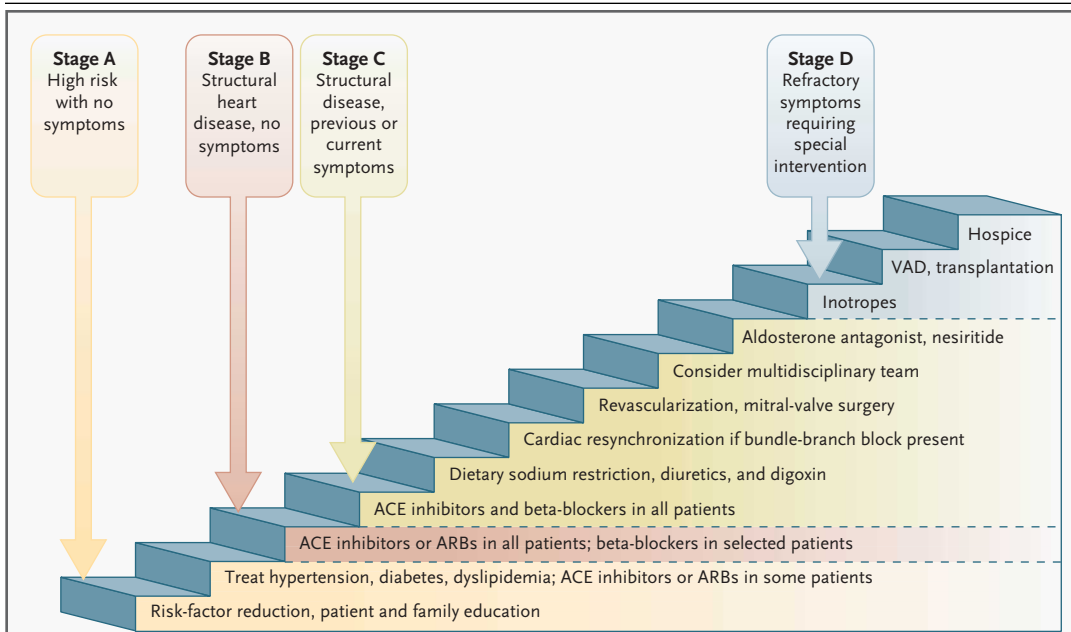 Stage A
High risk
with no
symptoms
Stage B
Structural
heart
disease, no
symptoms
Stage C
Structural
disease,
previous or
current
symptoms
Stage D
Refractory
symptoms
requiring
special
intervention
Hospice
VAD, transplantation
Inotropes
Aldosterone antagonist, nesiritide
Consider multidisciplinary team
Revascularization, mitral-valve surgery
Cardiac resynchronization if bundle-branch block present
Dietary sodium restriction, diuretics, and digoxin
ACE inhibitors and beta-blockers in all patients
ACE inhibitors or ARBs in all patients; beta-blockers in selected patients
Treat hypertension, diabetes, dyslipidemia; ACE inhibitors or ARBs in some patients
Risk-factor reduction, patient and family education